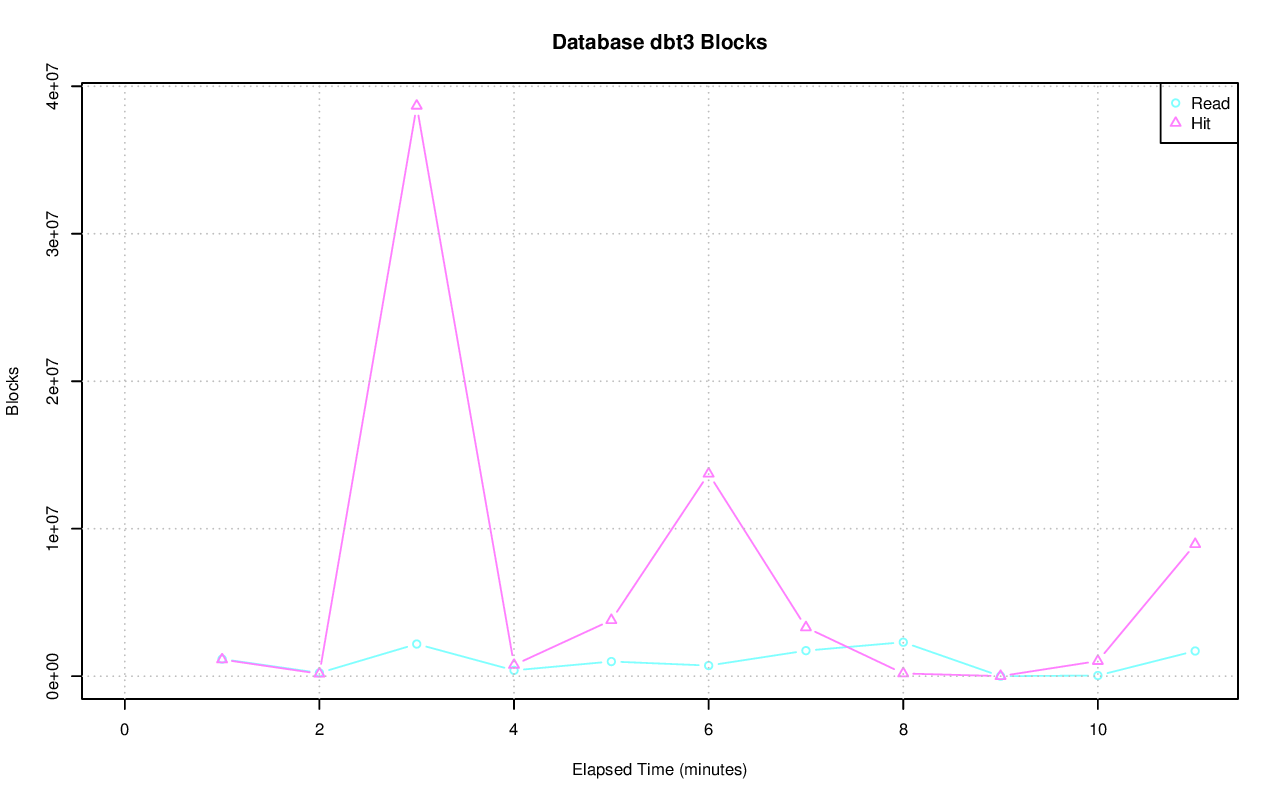 Database dbt3 Blocks
4e+07
3e+07
2e+07
1e+07
0e+00
Blocks
Read
Hit
0 2 4 6 8 10
Elapsed Time (minutes)